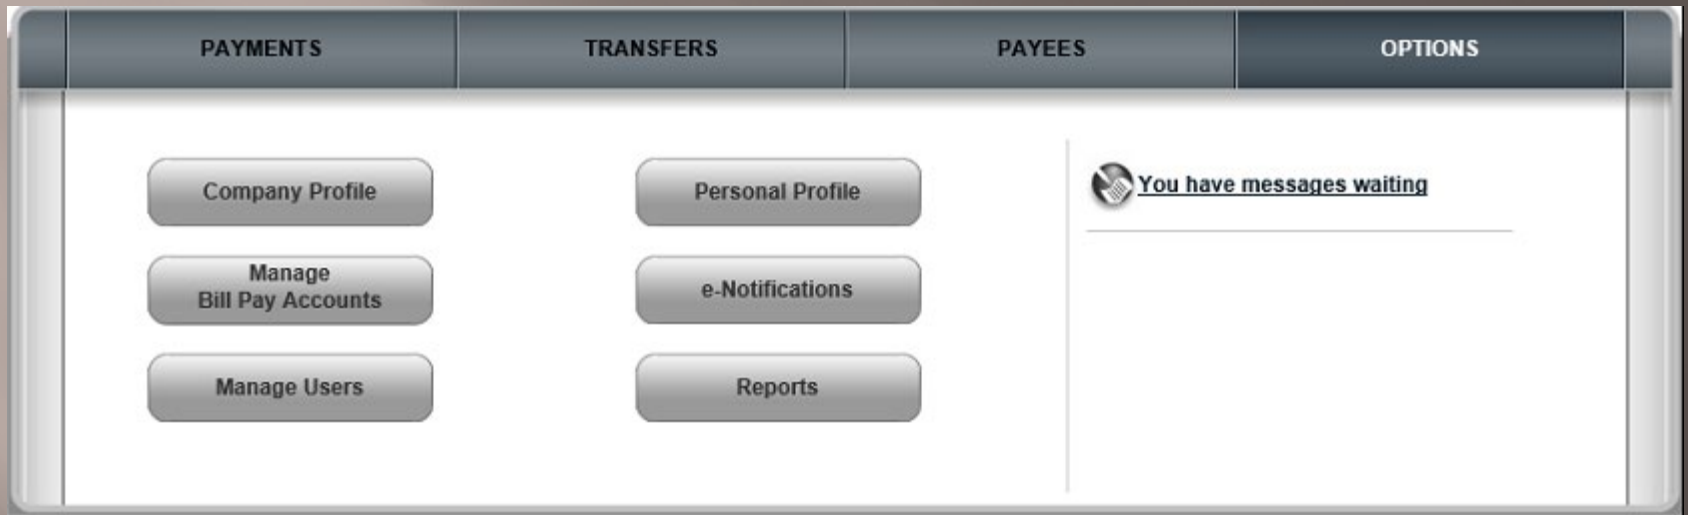 PAYMENTS
TRANSFERS
PAYEES
OPTIONS
Company Profile
Personal Profile
You have messages waiting
Manage
Bill Pay Accounts
e-Notifications
Manage Users
Reports